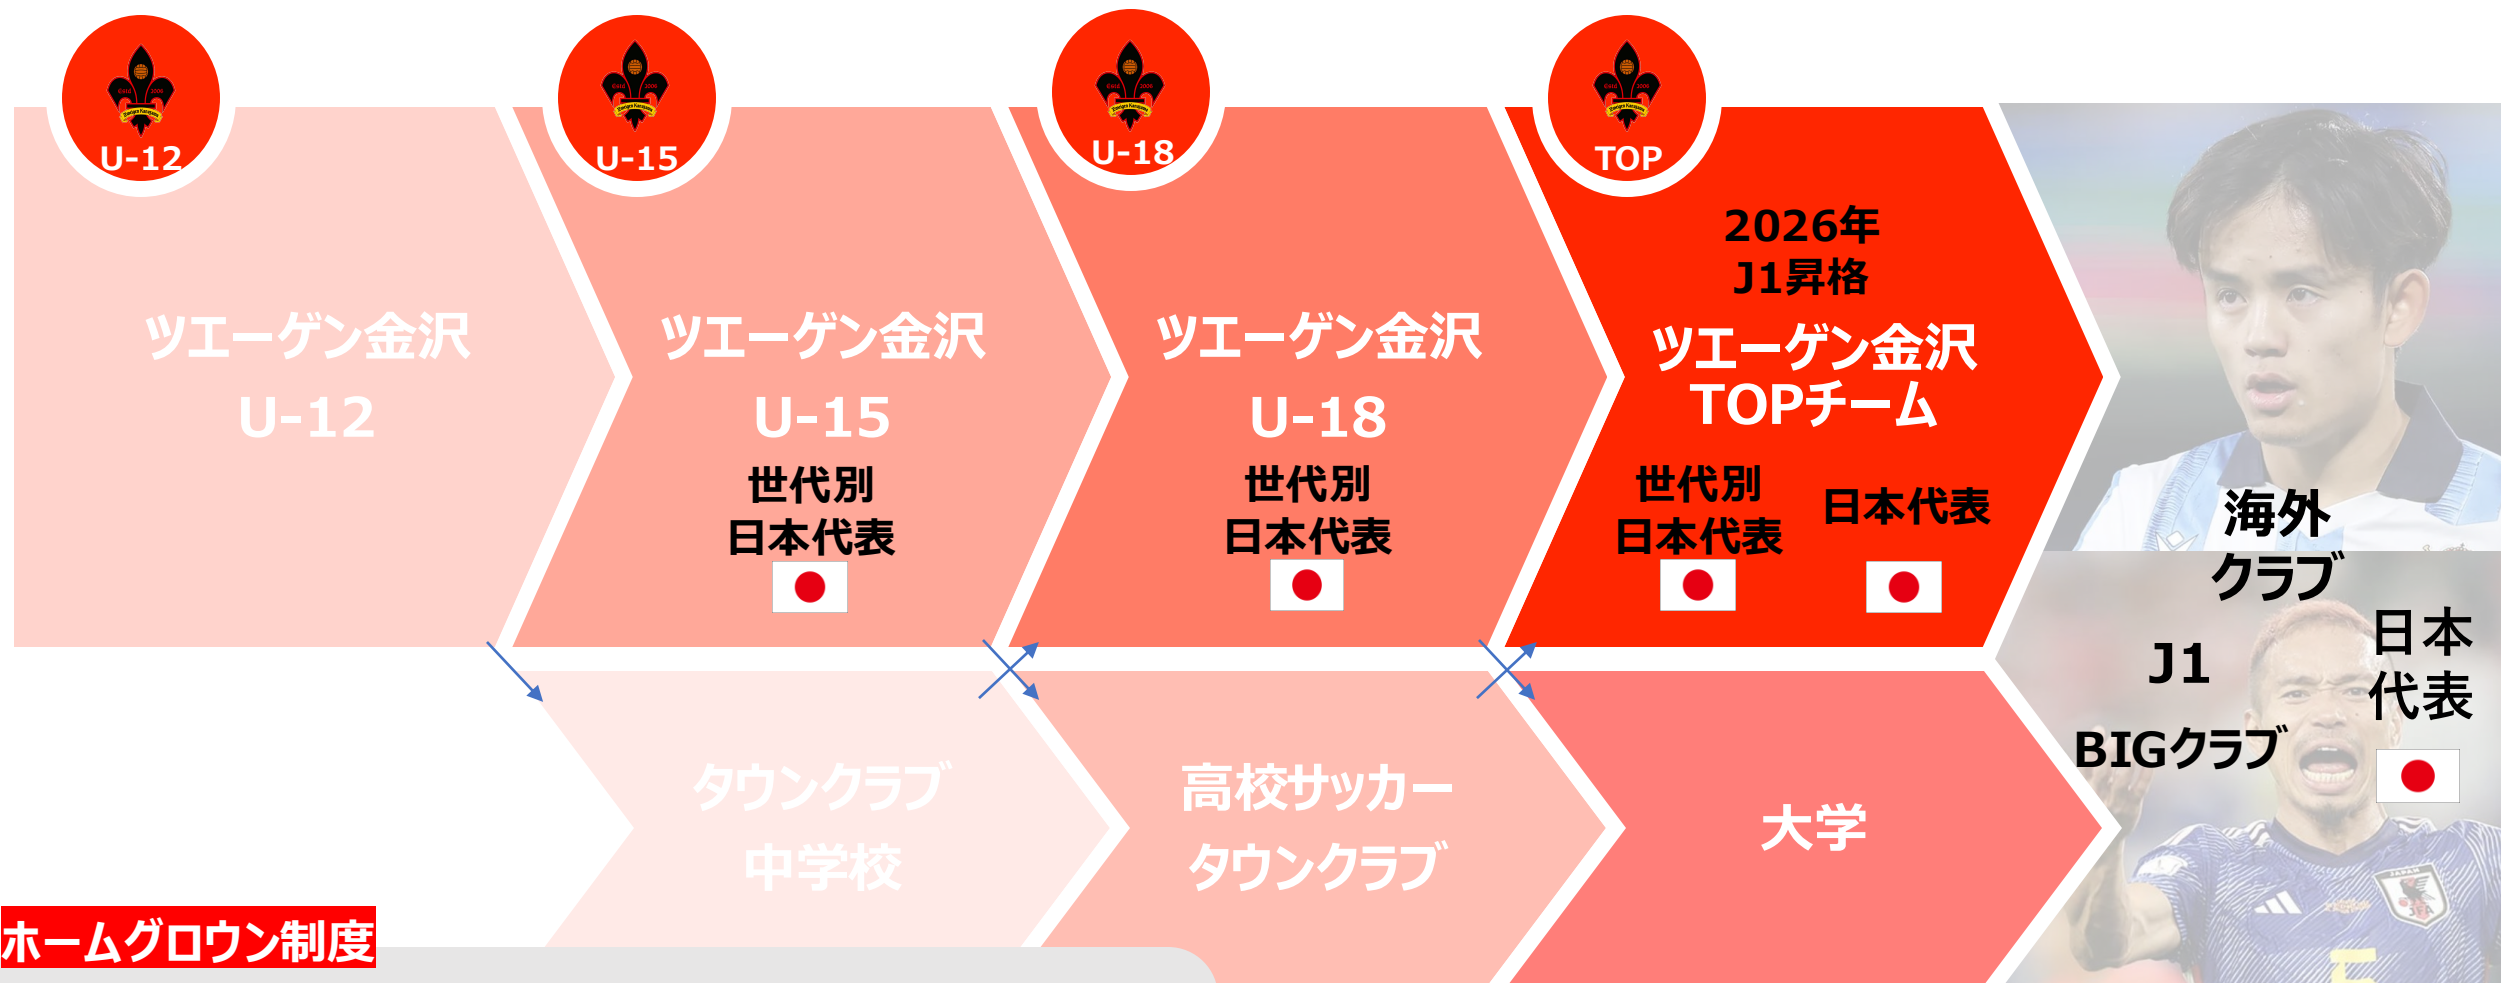 U-12
U-15
U-18
TOP
ツエーゲン金沢
U-12
ツエーゲン金沢
U-15
世代別
日本代表
ツエーゲン金沢
U-18
世代別
日本代表
2026年
J1昇格
ツエーゲン金沢
TOPチーム
世代別
日本代表
日本代表
海外
クラブ
日本
代表
J1
BIGクラブ
タウンクラブ
中学校
高校サッカー
タウンクラブ
大学
JAPAN
ホームグロウン制度